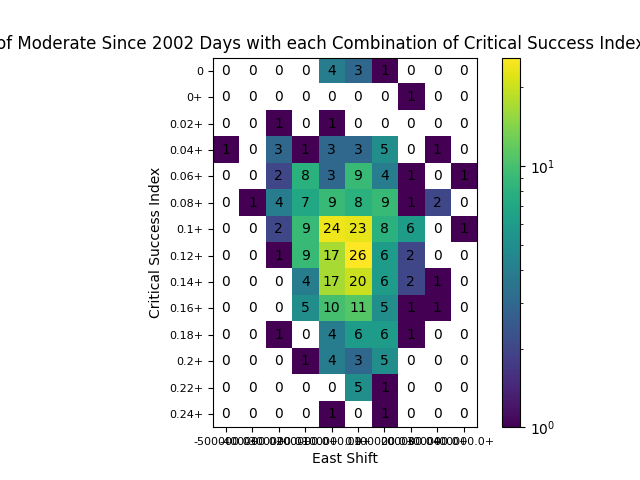 of Moderate Since 2002 Days with each Combination of Critical Success Index
0 0 0 0 0 4 3 1 0 0 0
0+ 0 0 0 0 0 0 0 1 0 0
0.02+ 0 0 1 0 1 0 0 0 0 0
0.04+ 1 0 3 1 3 3 5 0 1 0
0.06+ 0 0 2 8 3 9 4 1 0 1
0.08+ 0 1 4 7 9 8 9 1 2 0
0.1+ 0 0 2 9 24 23 8 6 0 1
0.12+ 0 0 1 9 17 26 6 2 0 0
0.14+ 0 0 0 4 17 20 6 2 1 0
0.16+ 0 0 0 5 10 11 5 1 1 0
0.18+ 0 0 1 0 4 6 6 1 0 0
0.2+ 0 0 0 1 4 3 5 0 0 0
0.22+ 0 0 0 0 0 5 1 0 0 0
0.24+ 0 0 0 0 1 0 1 0 0 0
East Shift
Critical Success Index
10^1
10^0